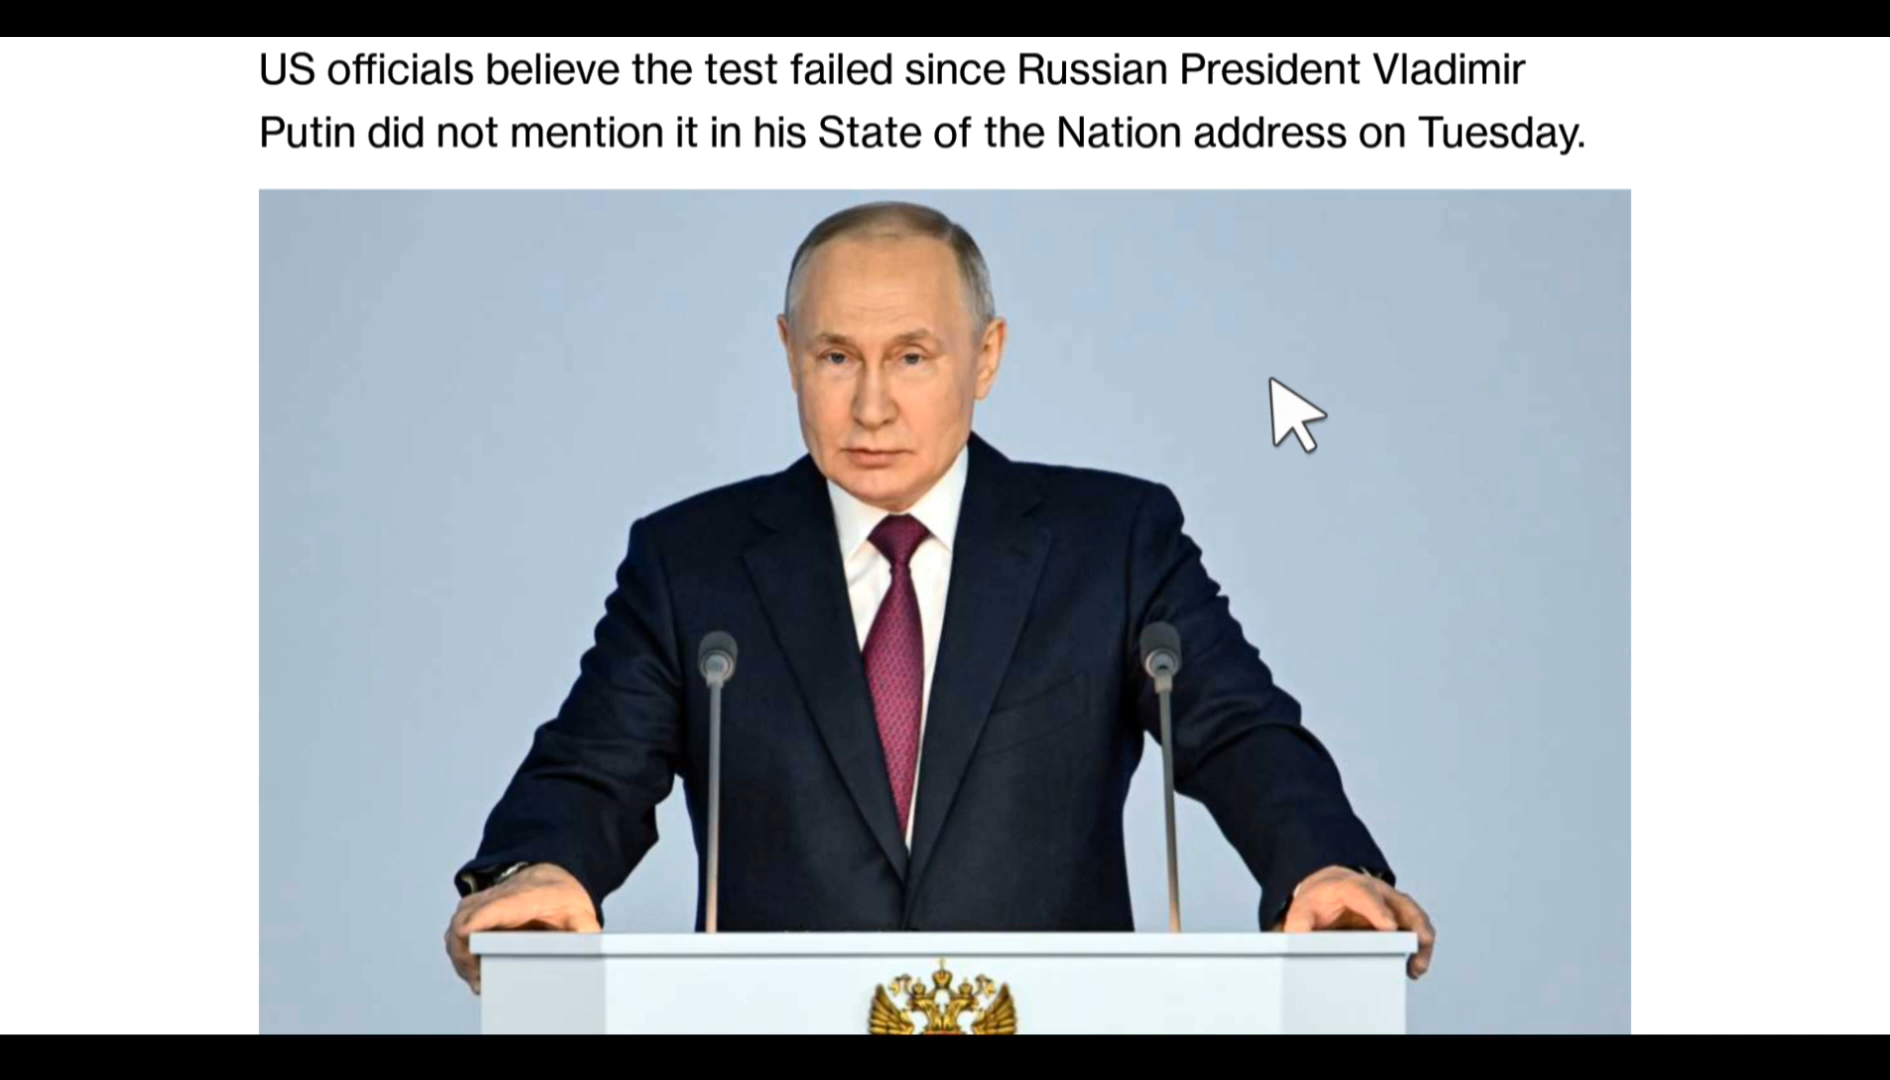 US officials believe the test failed since Russian President Vladimir
Putin did not mention it in his State of the Nation address on Tuesday.